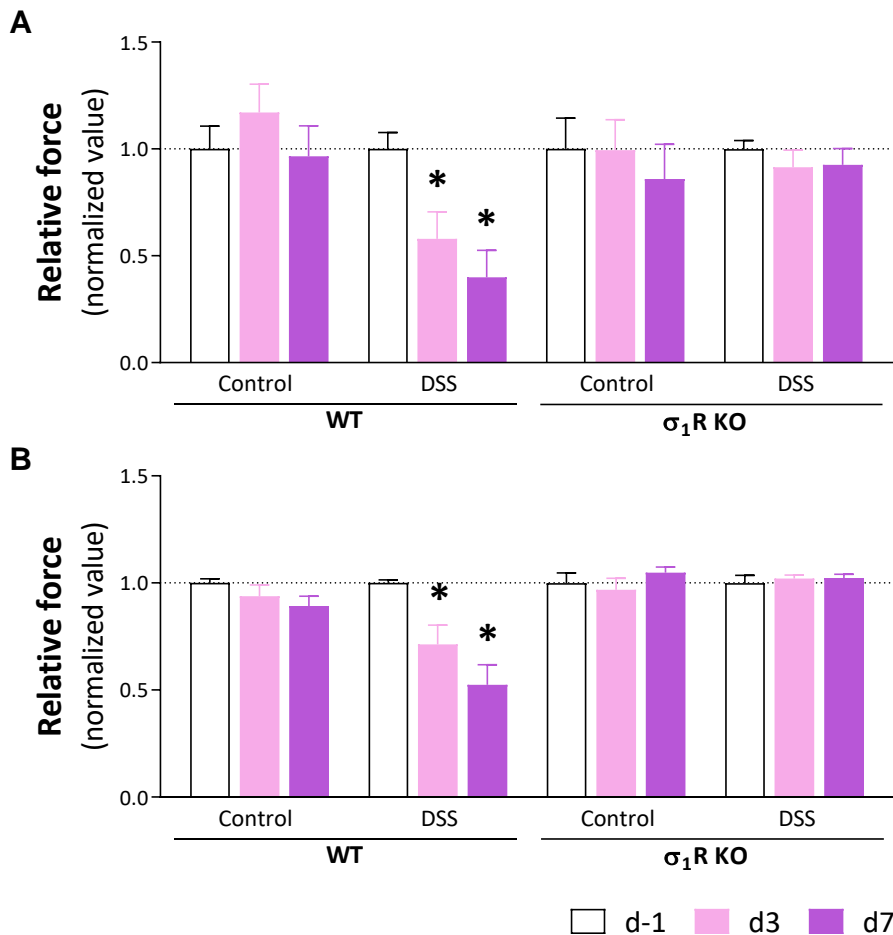 A
Relative force
(normalized value)
1.5
1.0
0.5
0.0
* *
Control DSS Control DSS
WT σ₁R KO
B
Relative force
(normalized value)
1.5
1.0
0.5
0.0
* *
Control DSS Control DSS
WT σ₁R KO
d-1 d3 d7